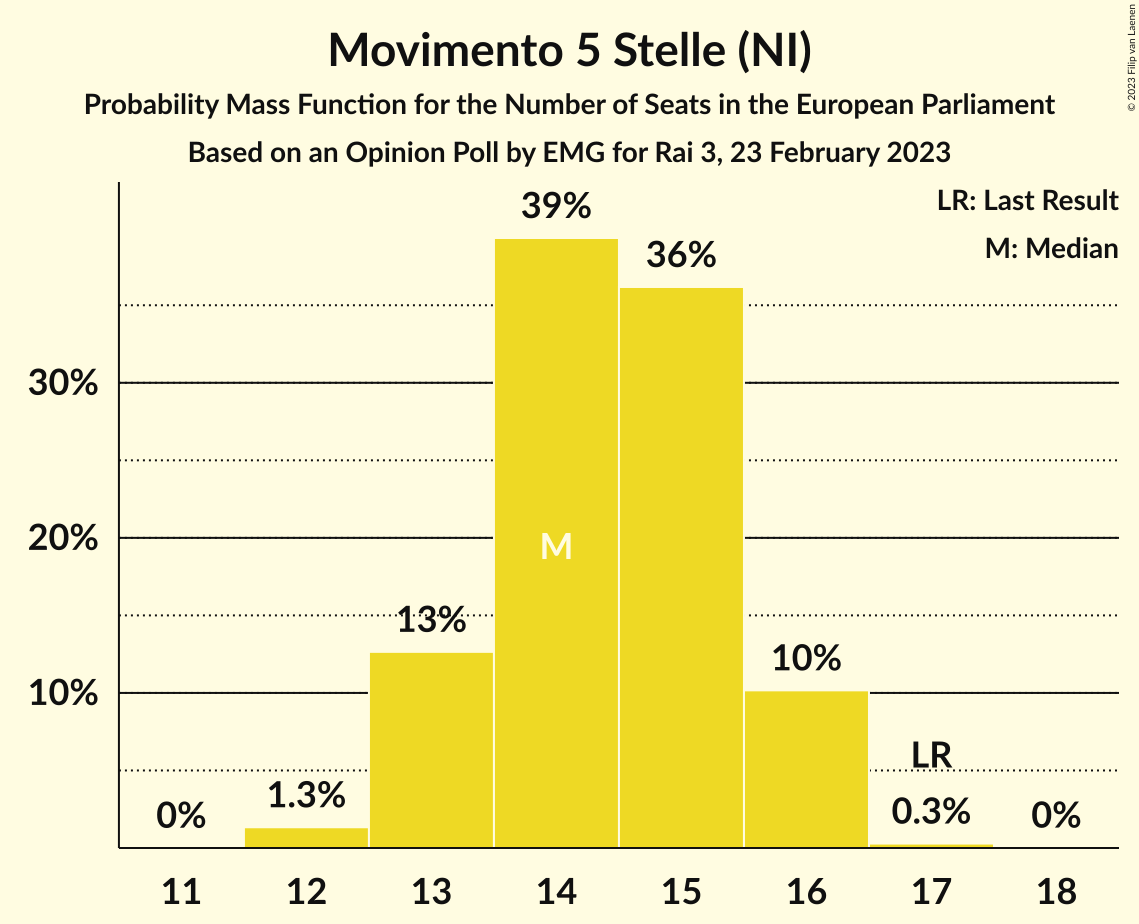 Movimento 5 Stelle (NI)
Probability Mass Function for the Number of Seats in the European Parliament
Based on an Opinion Poll by EMG for Rai 3, 23 February 2023
© 2023 Filip van Laenen
LR: Last Result
M: Median
39%
36%
30%
20%
M
13%
10%
10%
LR
1.3%
0.3%
0%
0%
11 12 13 14 15 16 17 18